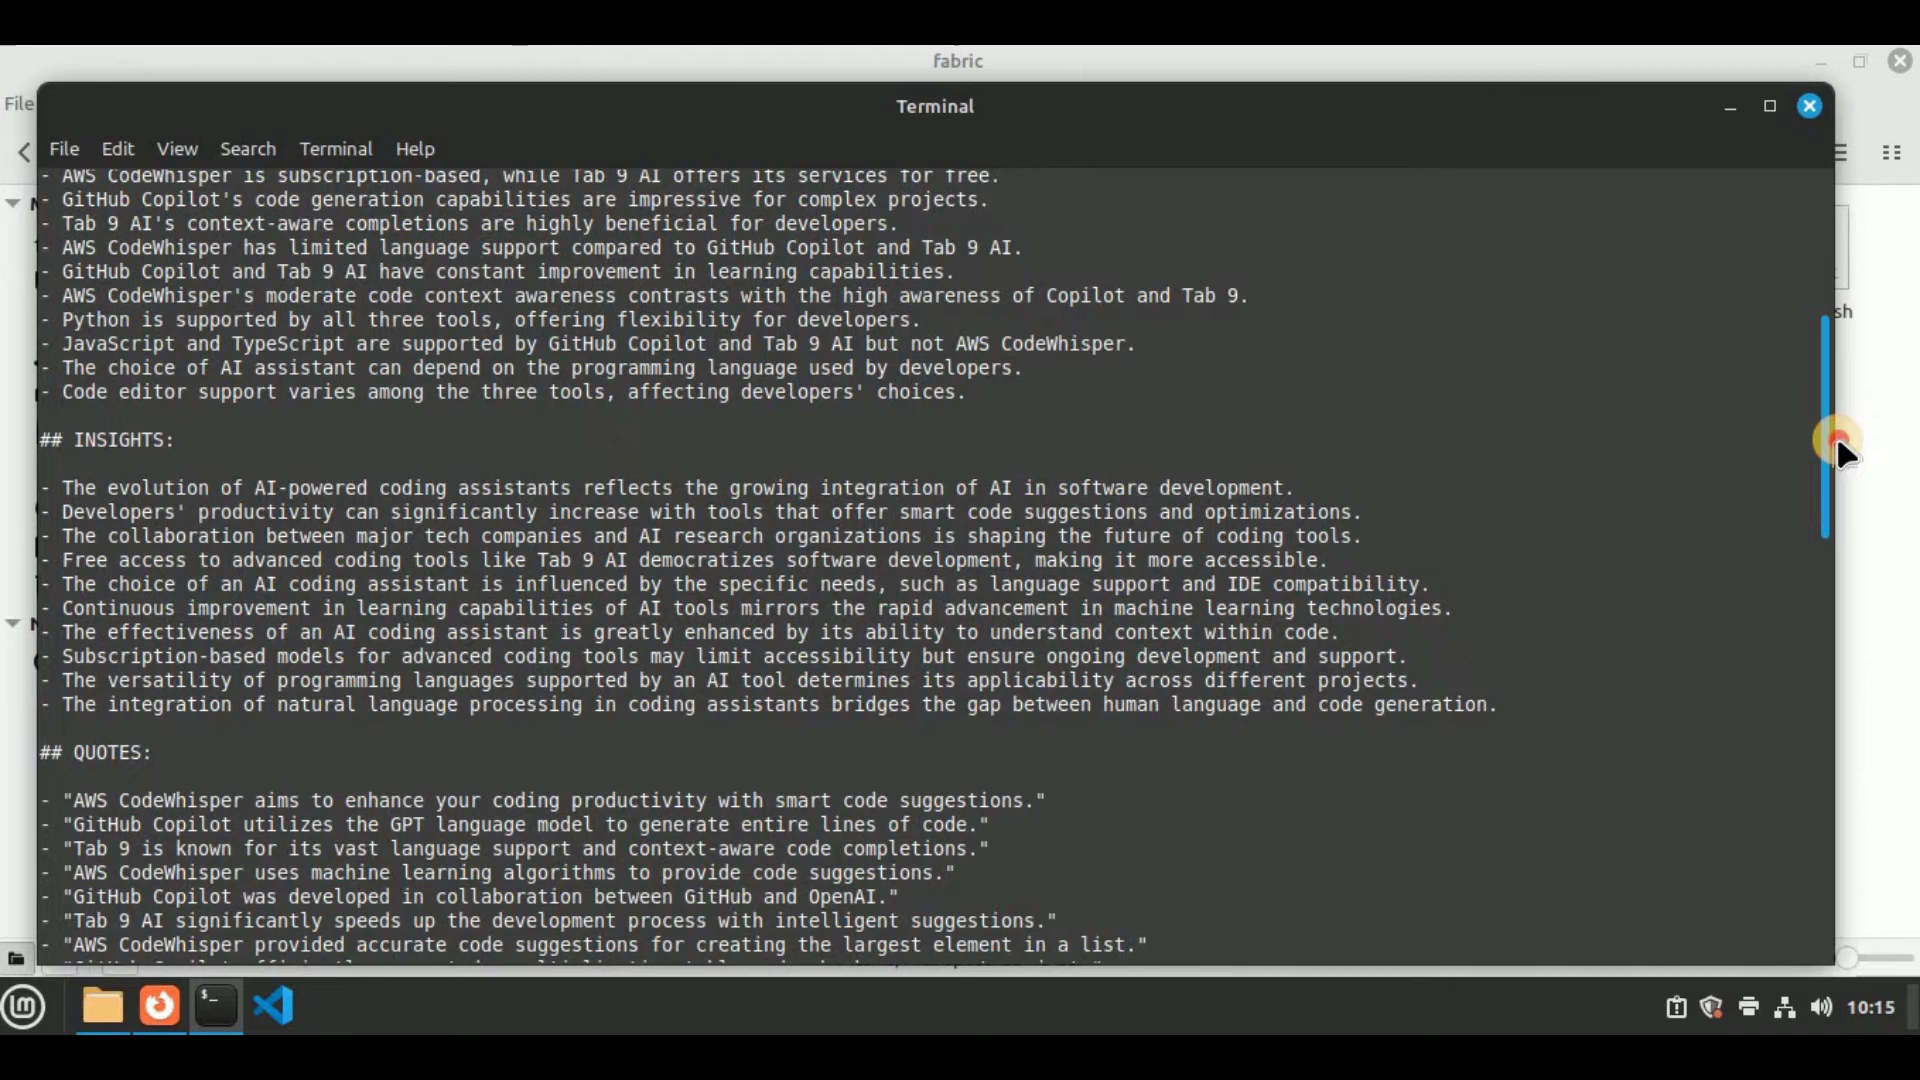 fabric
File
Terminal
File Edit View Search Terminal Help
- AWS CodeWhisper is subscription-based, while Tab 9 AI offers its services for free.
- GitHub Copilot's code generation capabilities are impressive for complex projects.
- Tab 9 AI's context-aware completions are highly beneficial for developers.
- AWS CodeWhisper has limited language support compared to GitHub Copilot and Tab 9 AI.
- GitHub Copilot and Tab 9 AI have constant improvement in learning capabilities.
- AWS CodeWhisper's moderate code context awareness contrasts with the high awareness of Copilot and Tab 9.
- Python is supported by all three tools, offering flexibility for developers.
sh
- JavaScript and TypeScript are supported by GitHub Copilot and Tab 9 AI but not AWS CodeWhisper.
- The choice of AI assistant can depend on the programming language used by developers.
- Code editor support varies among the three tools, affecting developers' choices.
## INSIGHTS:
- The evolution of AI-powered coding assistants reflects the growing integration of AI in software development.
- Developers' productivity can significantly increase with tools that offer smart code suggestions and optimizations.
- The collaboration between major tech companies and AI research organizations is shaping the future of coding tools.
- Free access to advanced coding tools like Tab 9 AI democratizes software development, making it more accessible.
- The choice of an AI coding assistant is influenced by the specific needs, such as language support and IDE compatibility.
- Continuous improvement in learning capabilities of AI tools mirrors the rapid advancement in machine learning technologies.
- The effectiveness of an AI coding assistant is greatly enhanced by its ability to understand context within code.
- Subscription-based models for advanced coding tools may limit accessibility but ensure ongoing development and support.
- The versatility of programming languages supported by an AI tool determines its applicability across different projects.
- The integration of natural language processing in coding assistants bridges the gap between human language and code generation.
## QUOTES:
- "AWS CodeWhisper aims to enhance your coding productivity with smart code suggestions."
- "GitHub Copilot utilizes the GPT language model to generate entire lines of code."
- "Tab 9 is known for its vast language support and context-aware code completions."
- "AWS CodeWhisper uses machine learning algorithms to provide code suggestions."
- "GitHub Copilot was developed in collaboration between GitHub and OpenAI."
- "Tab 9 AI significantly speeds up the development process with intelligent suggestions."
- "AWS CodeWhisper provided accurate code suggestions for creating the largest element in a list."
10:15